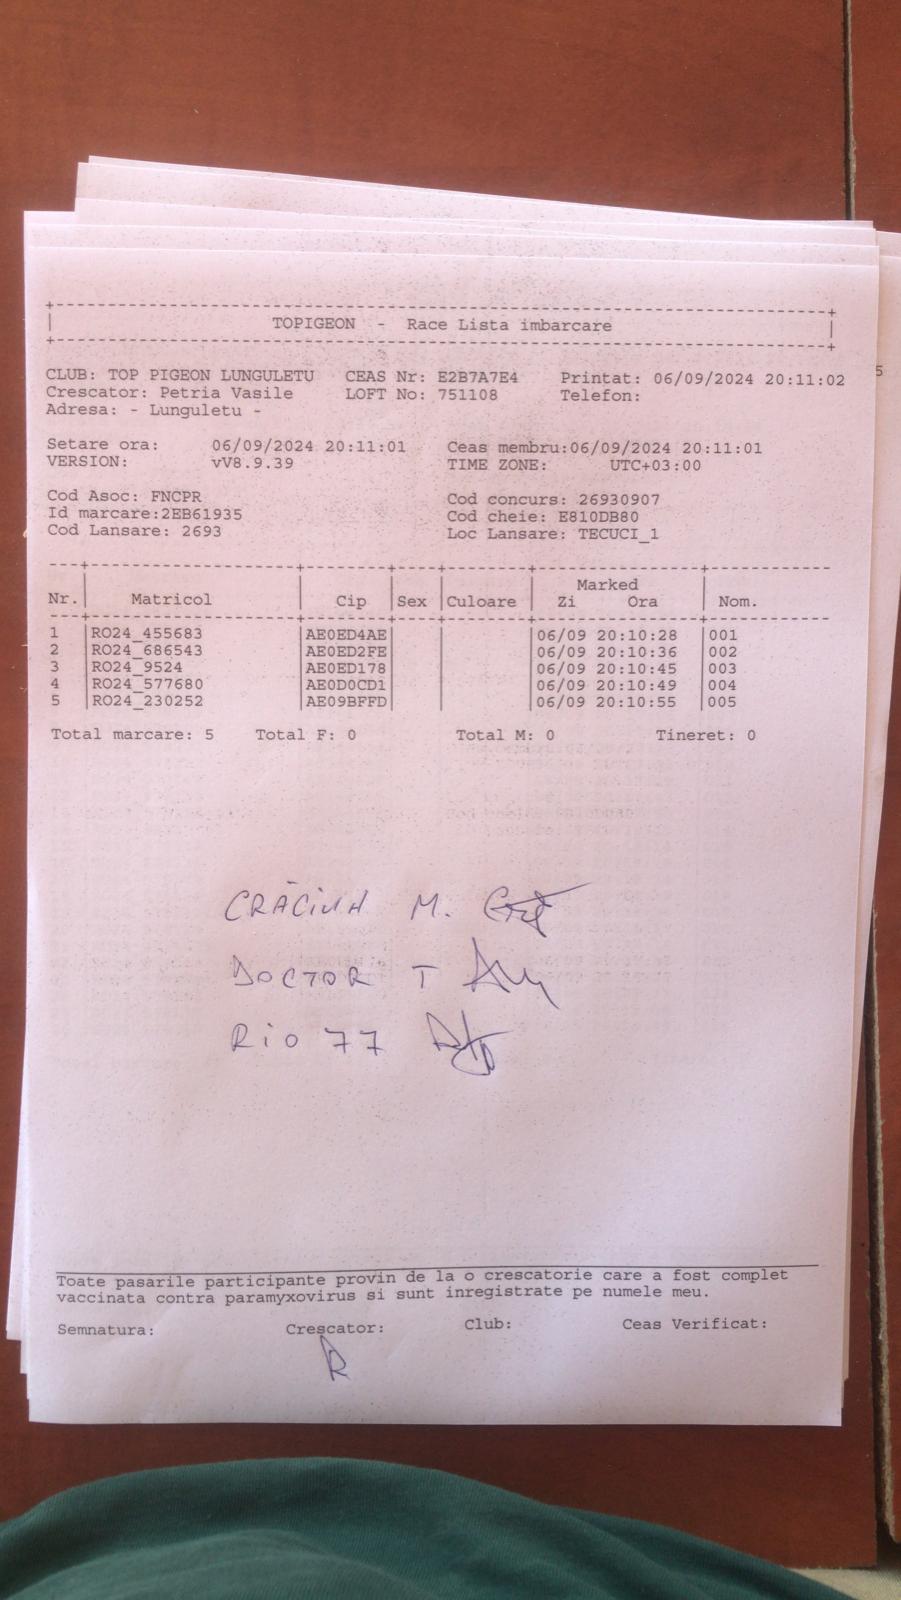 TOPIGEON - Race Lista imbarcare
CLUB: TOP PIGEON LUNGULETU CEAS Nr: E2B7A7E4 Printat: 06/09/2024 20:11:02
Crescator: Petria Vasile LOFT No: 751108 Telefon:
Adresa: - Lunguletu -
Setare ora: 06/09/2024 20:11:01 Ceas membru:06/09/2024 20:11:01
VERSION: vV8.9.39 TIME ZONE: UTC+03:00
Cod Asoc: FNCPR Cod concurs: 26930907
Id marcare:2EB61935 Cod cheie: E810DB80
Cod Lansare: 2693 Loc Lansare: TECUCI_1
Marked
Nr. Matricol Cip Sex Culoare Zi Ora Nom.
1 RO24_455683 AE0ED4AE 06/09 20:10:28 001
2 RO24_686543 AE0ED2FE 06/09 20:10:36 002
3 RO24_9524 AE0ED178 06/09 20:10:45 003
4 RO24_577680 AE0D0CD1 06/09 20:10:49 004
5 RO24_230252 AE09BFFD 06/09 20:10:55 005
Total marcare: 5 Total F: 0 Total M: 0 Tineret: 0
CRĂCIUN M.
DOCTOR T
RIO 77
Toate pasarile participante provin de la o crescatorie care a fost complet
vaccinata contra paramyxovirus si sunt inregistrate pe numele meu.
Semnatura: Crescator: Club: Ceas Verificat: